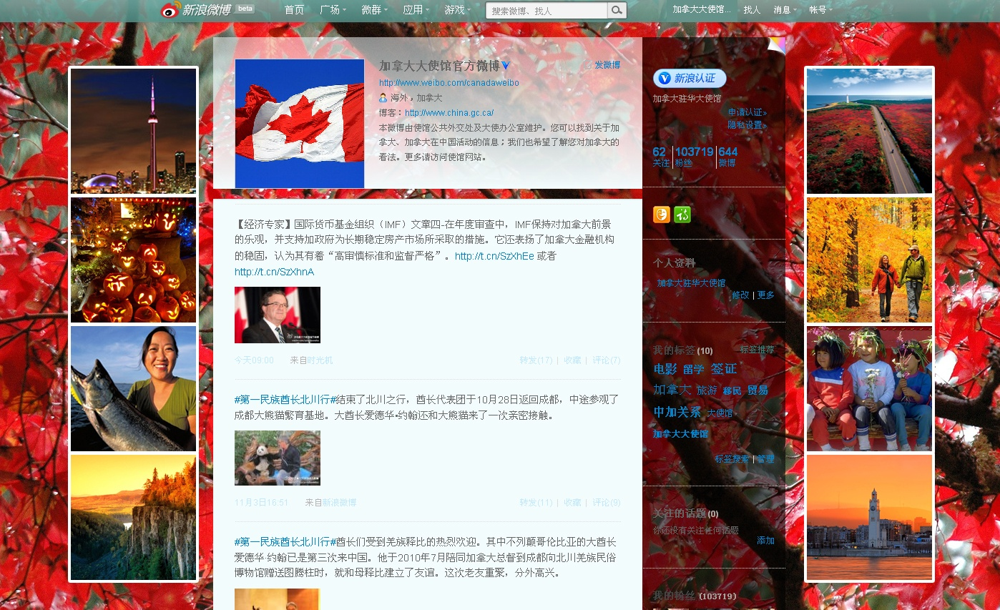 新浪微博 beta 首页 广场 微群 应用 游戏 搜索微博、找人 加拿大大使馆... 找人 消息 帐号
加拿大大使馆官方微博 发微博
http://www.weibo.com/canadaweibo
海外，加拿大
博客：http://www.china.gc.ca/
本微博由使馆公共外交处及大使办公室维护。您可以找到关于加
拿大、加拿大在中国活动的信息；我们也希望了解您对加拿大的
看法。更多请访问使馆网站。
【经济专家】国际货币基金组织（IMF）文章四-在年度审查中，IMF保持对加拿大前景
的乐观，并支持加政府为长期稳定房产市场所采取的措施。它还表扬了加拿大金融机构
的稳固，认为其有着“高审慎标准和监督严格”。http://t.cn/SzXhEe 或者
http://t.cn/SzXhnA
今天09:00 来自时光机 转发(17) | 收藏 | 评论(7)
#第一民族酋长北川行#结束了北川之行，酋长代表团于10月28日返回成都，中途参观了
成都大熊猫繁育基地。大酋长爱德华•约翰还和大熊猫来了一次亲密接触。
11月3日16:51 来自新浪微博 转发(11) | 收藏 | 评论(9)
#第一民族酋长北川行#酋长们受到羌族释比的热烈欢迎。其中不列颠哥伦比亚的大酋长
爱德华·约翰已是第三次来中国。他于2010年7月陪同加拿大总督到成都向北川羌族民俗
博物馆赠送图腾柱时，就和母释比建立了友谊。这次老友重聚，分外高兴。
新浪认证
加拿大驻华大使馆
申请认证»
隐私设置»
62 103719 644
关注 粉丝 微博
个人资料
加拿大驻华大使馆
修改 | 更多
我的标签(10) 标签推荐
电影 留学 签证
加拿大 旅游 移民 贸易
中加关系 大使馆
加拿大大使馆
标签搜索 | 管理
关注的话题(0)
你还没有关注任何话题
添加
我的粉丝 (103719)